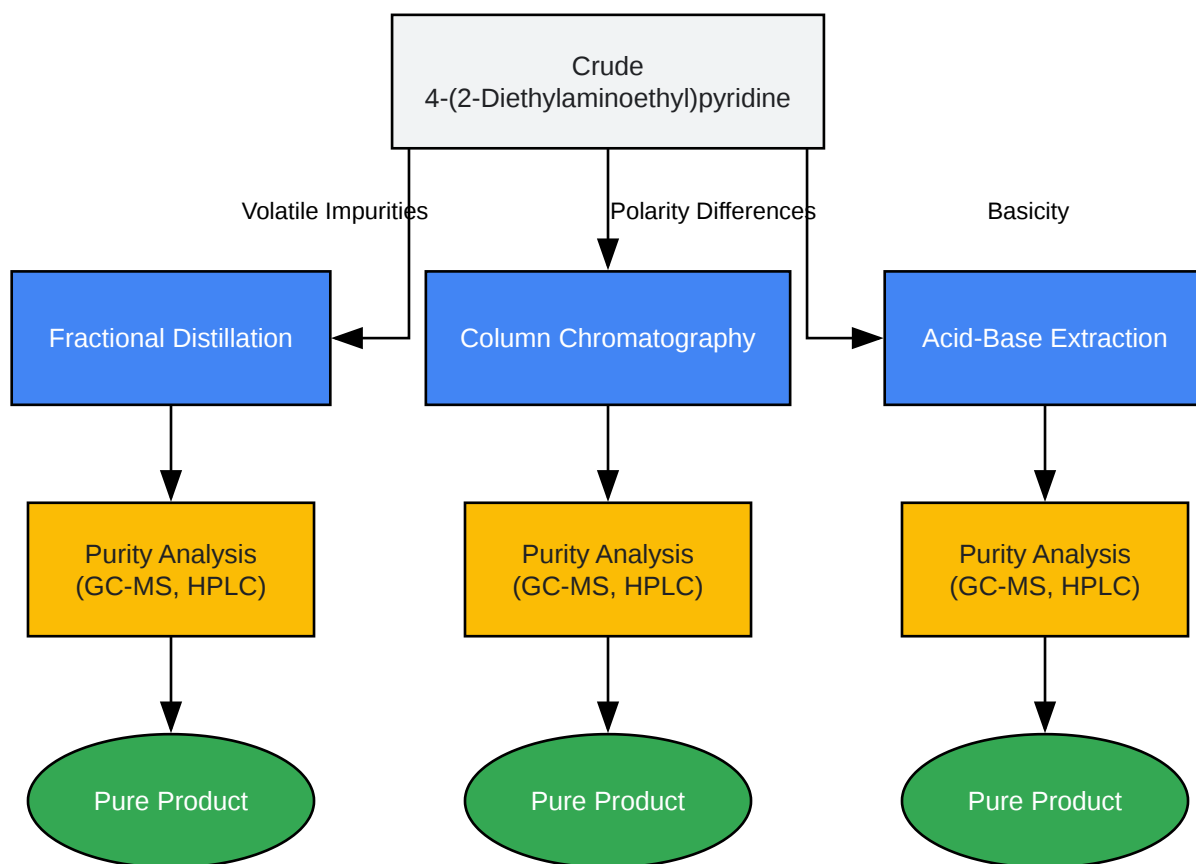 Crude
4-(2-Diethylaminoethyl)pyridine
Volatile Impurities
Polarity Differences
Basicity
Fractional Distillation
Column Chromatography
Acid-Base Extraction
Purity Analysis
(GC-MS, HPLC)
Purity Analysis
(GC-MS, HPLC)
Purity Analysis
(GC-MS, HPLC)
Pure Product
Pure Product
Pure Product